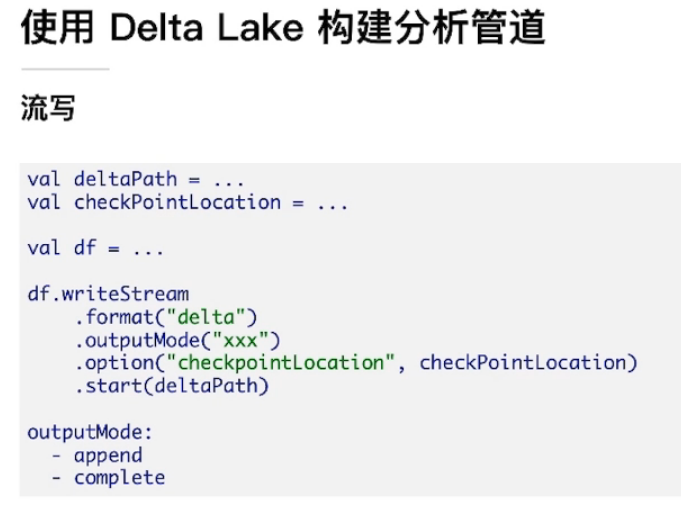 使用 Delta Lake 构建分析管道
流写
val deltaPath = ...
val checkPointLocation = ...
val df = ...
df.writeStream
    .format("delta")
    .outputMode("xxx")
    .option("checkpointLocation", checkPointLocation)
    .start(deltaPath)
outputMode:
  - append
  - complete